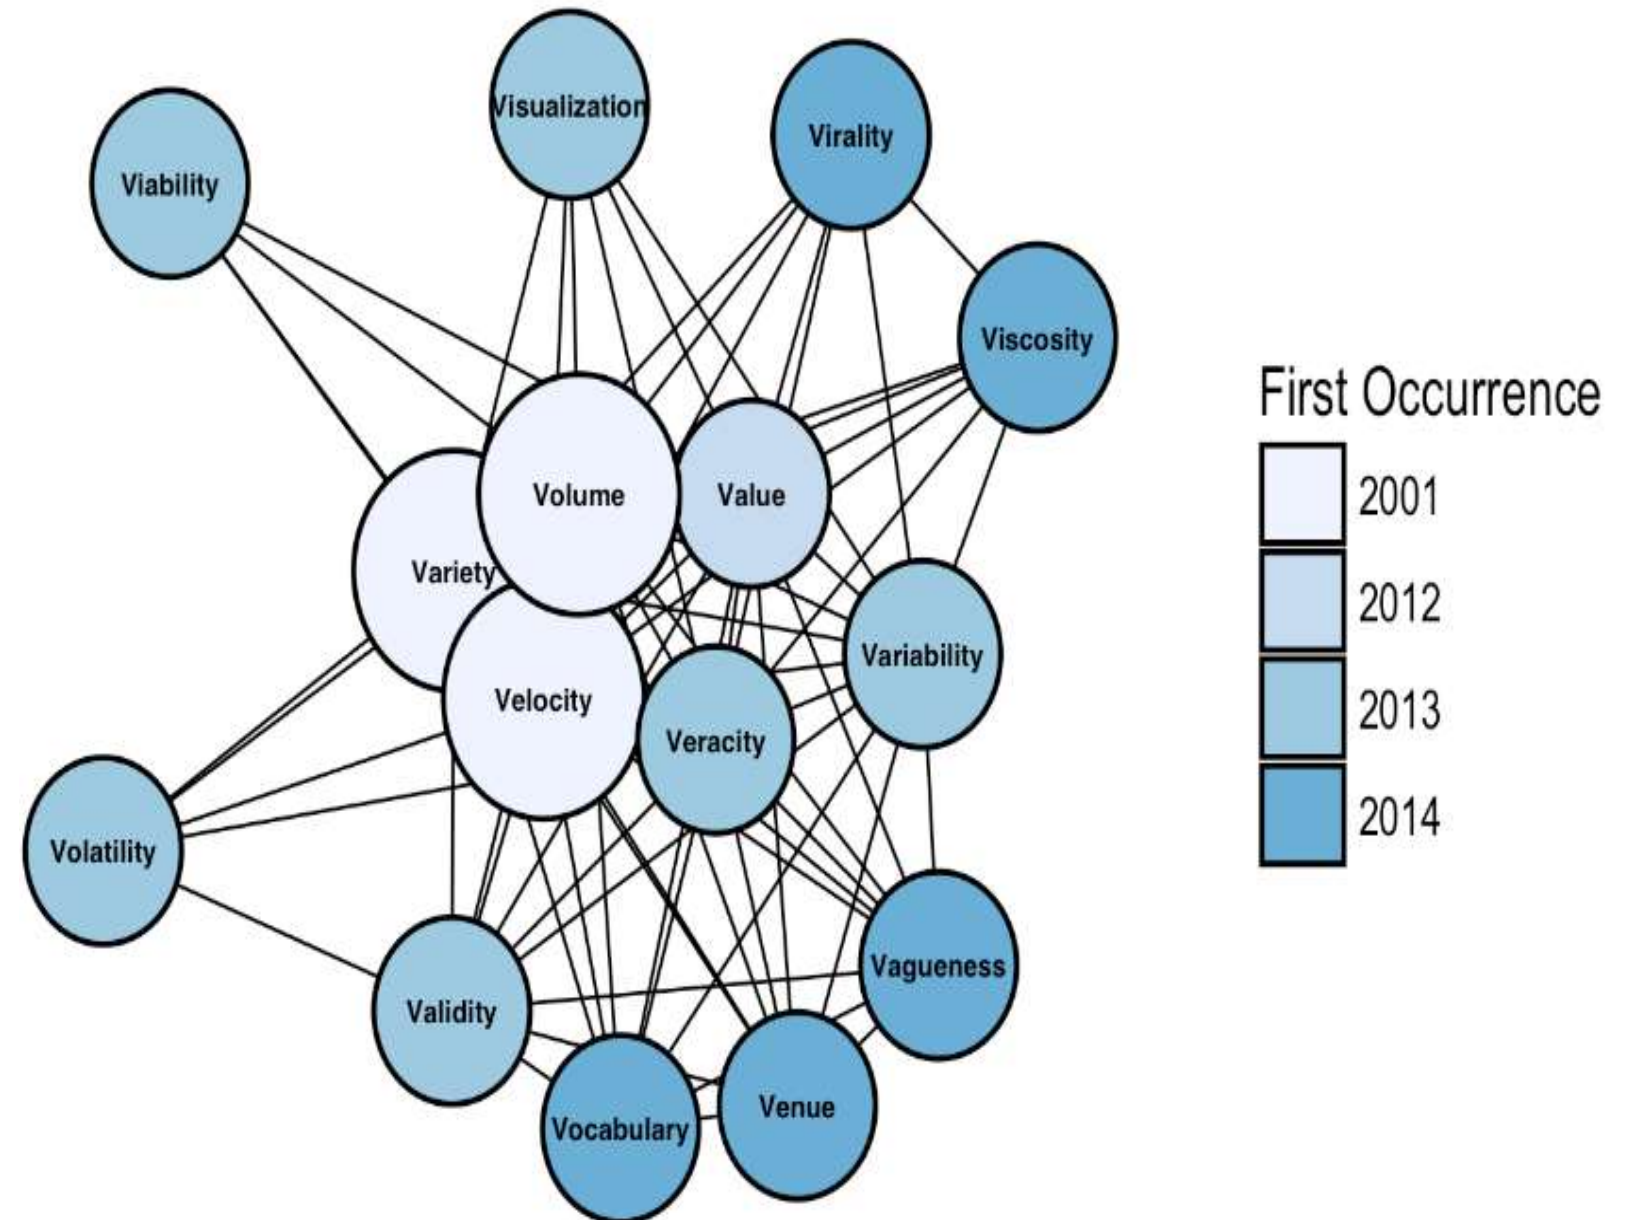 Visualization
Virality
Viability
Viscosity
First Occurrence
2001
2012
2013
2014
Volume
Value
Variety
Variability
Velocity
Veracity
Volatility
Vagueness
Validity
Venue
Vocabulary